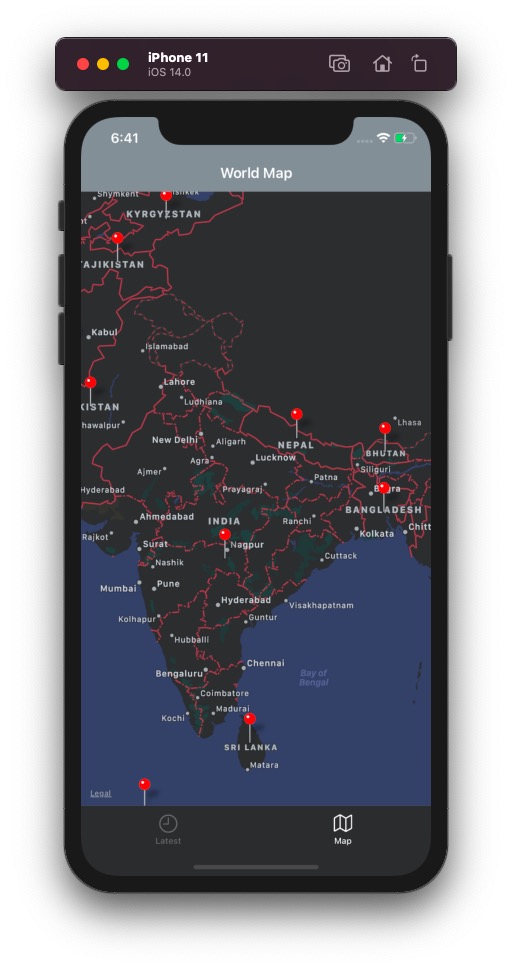 iPhone 11
iOS 14.0
6:41
World Map
Shymkent
KYRGYZSTAN
TAJIKISTAN
Kabul
Islamabad
Lahore
Ludhiana
KISTAN
hawalpur
New Delhi
Aligarh
NEPAL
Lhasa
BHUTAN
Agra
Lucknow
Siliguri
Ajmer
Patna
Hyderabad
Prayagraj
BANGLADESH
Ahmedabad
INDIA
Ranchi
Chitt
Rajkot
Surat
Nagpur
Kolkata
Nashik
Cuttack
Mumbai
Pune
Hyderabad
Visakhapatnam
Kolhapur
Guntur
Hubballi
Bengaluru
Chennai
Bay of
Bengal
Coimbatore
Kochi
Madurai
SRI LANKA
Matara
Legal
Latest
Map